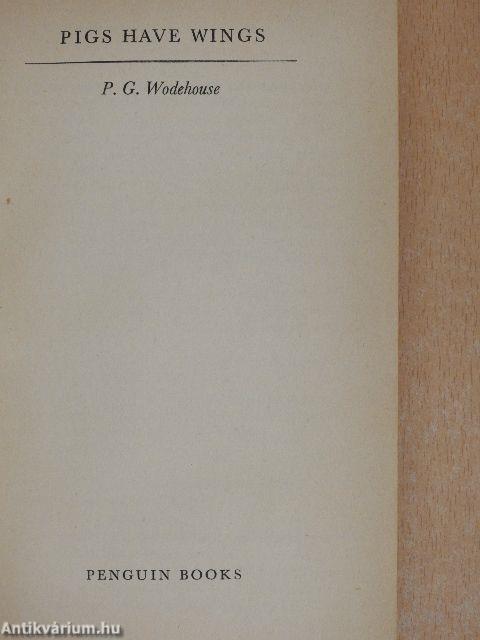 PIGS HAVE WINGS
P. G. Wodehouse
PENGUIN BOOKS
Antikvárium.hu